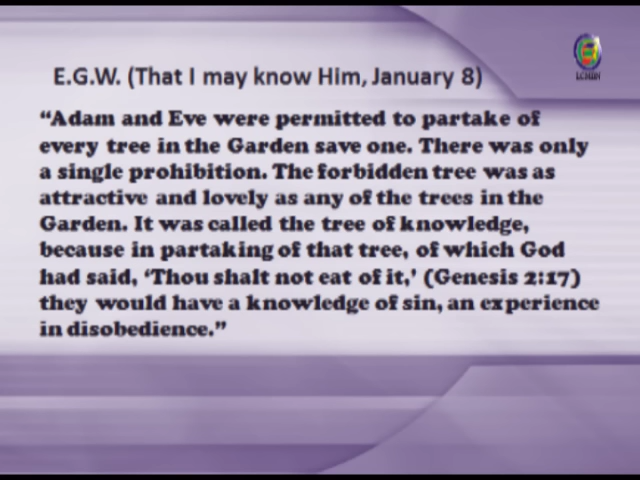 E.G.W. (That I may know Him, January 8)
“Adam and Eve were permitted to partake of
every tree in the Garden save one. There was only
a single prohibition. The forbidden tree was as
attractive and lovely as any of the trees in the
Garden. It was called the tree of knowledge,
because in partaking of that tree, of which God
had said, ‘Thou shalt not eat of it,’ (Genesis 2:17)
they would have a knowledge of sin, an experience
in disobedience.”